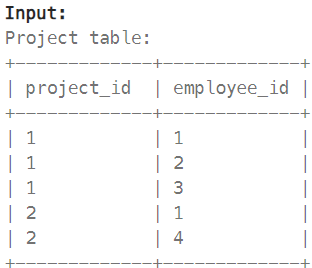 Input:
Project table:
+-------------+-------------+
| project_id  | employee_id |
+-------------+-------------+
| 1           | 1           |
| 1           | 2           |
| 1           | 3           |
| 2           | 1           |
| 2           | 4           |
+-------------+-------------+